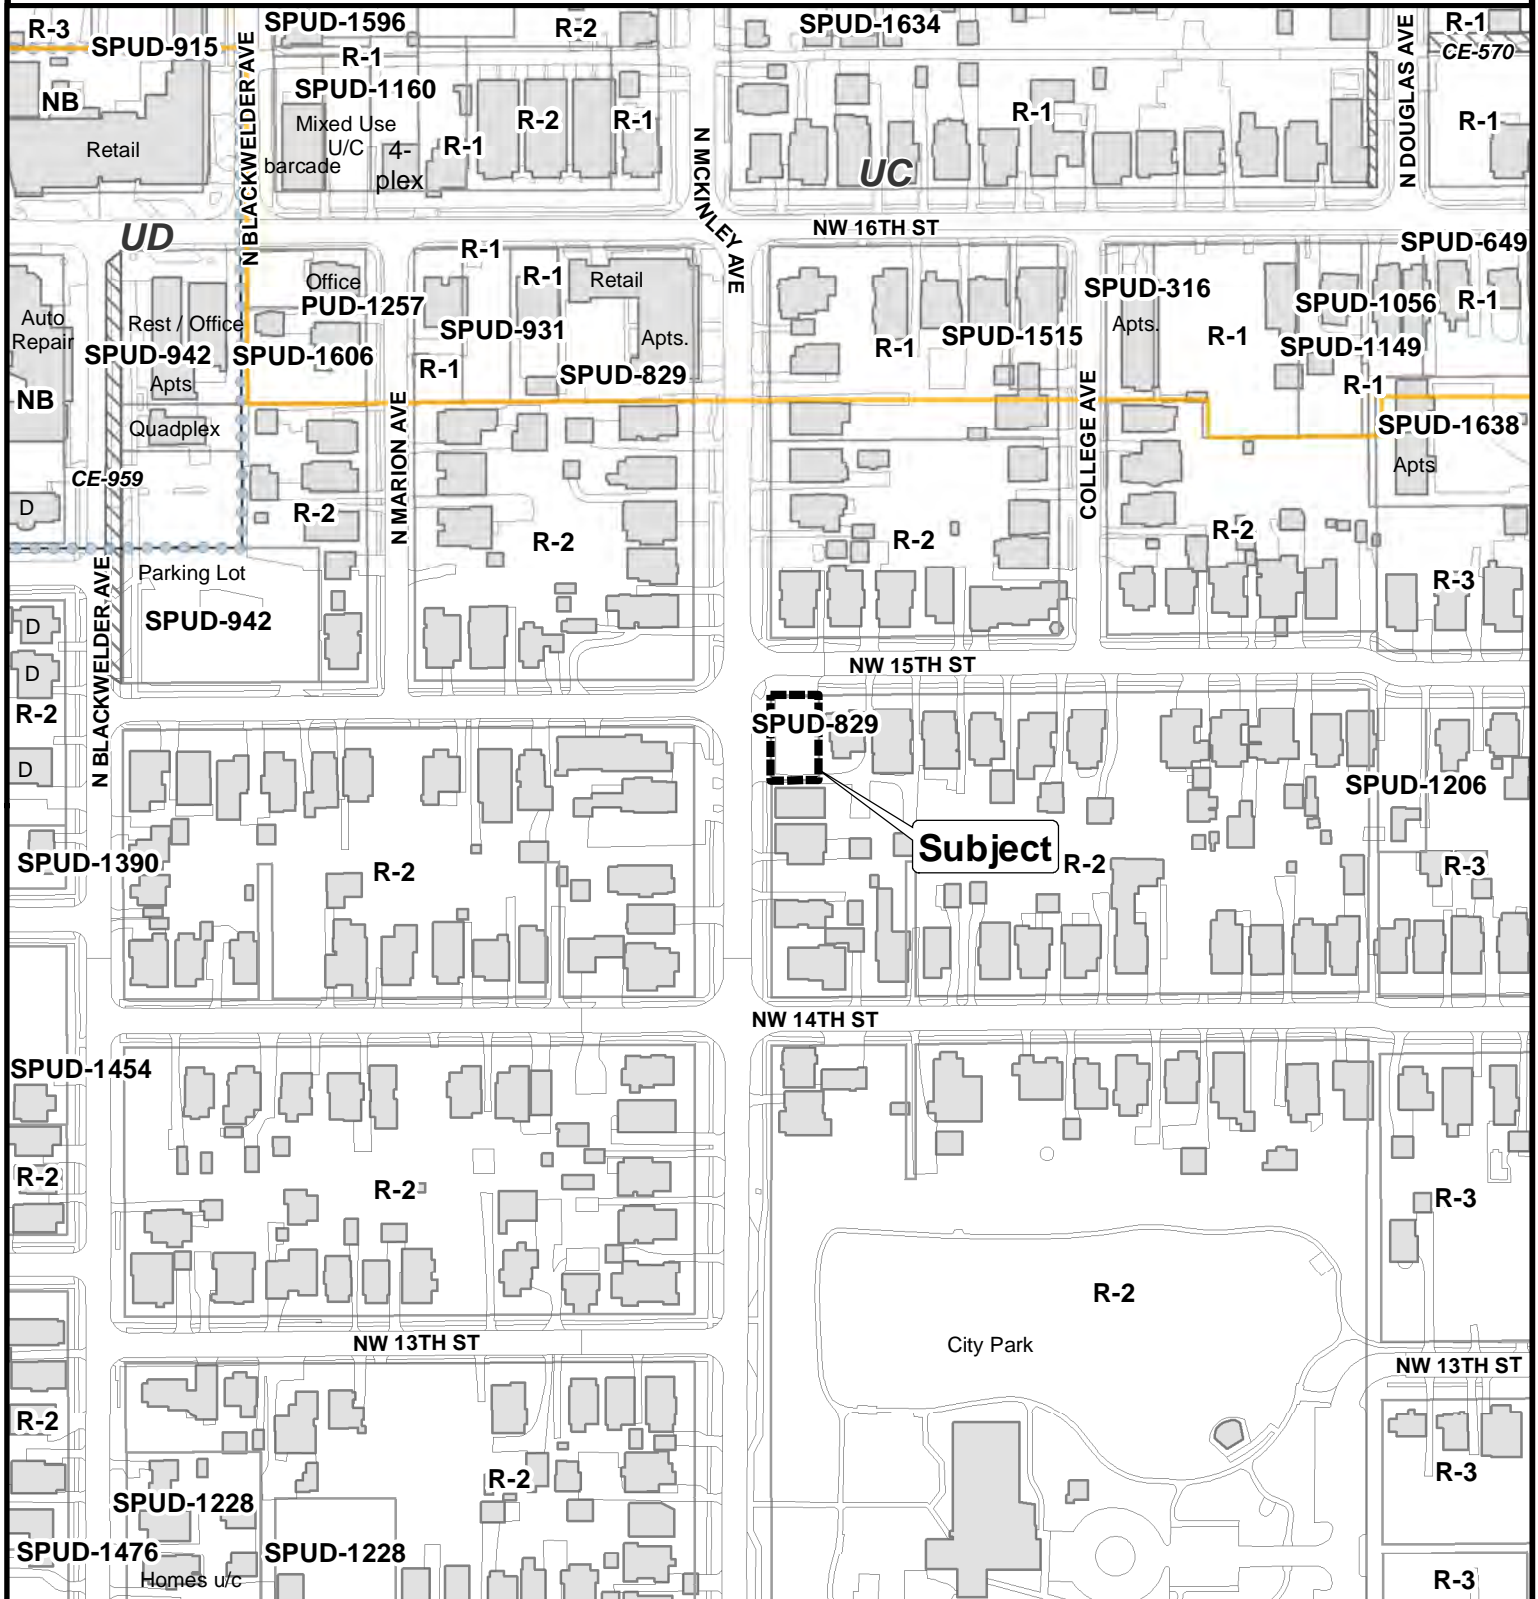 R-3
SPUD-915
SPUD-1596
R-2
SPUD-1634
R-1
CE-570
N BLACKWELDER AVE
R-1
SPUD-1160
NB
Retail
Mixed Use
U/C
barcade
4-
plex
R-1
R-2
R-1
N MCKINLEY AVE
R-1
UC
N DOUGLAS AVE
R-1
NW 16TH ST
UD
R-1
SPUD-649
Office
PUD-1257
R-1
Retail
SPUD-316
SPUD-1056
R-1
Auto
Repair
Rest / Office
SPUD-942
SPUD-1606
SPUD-931
Apts.
R-1
SPUD-1515
Apts.
R-1
SPUD-1149
NB
Apts
R-1
SPUD-829
R-1
Quadplex
N MARION AVE
COLLEGE AVE
SPUD-1638
Apts
CE-959
D
R-2
R-2
R-2
R-2
Parking Lot
SPUD-942
R-3
N BLACKWELDER AVE
D
D
R-2
D
NW 15TH ST
SPUD-829
SPUD-1206
Subject
R-2
R-3
SPUD-1390
R-2
NW 14TH ST
SPUD-1454
R-2
R-2
R-3
R-2
City Park
NW 13TH ST
NW 13TH ST
R-2
R-2
R-3
SPUD-1228
SPUD-1476
SPUD-1228
Homes u/c
R-3